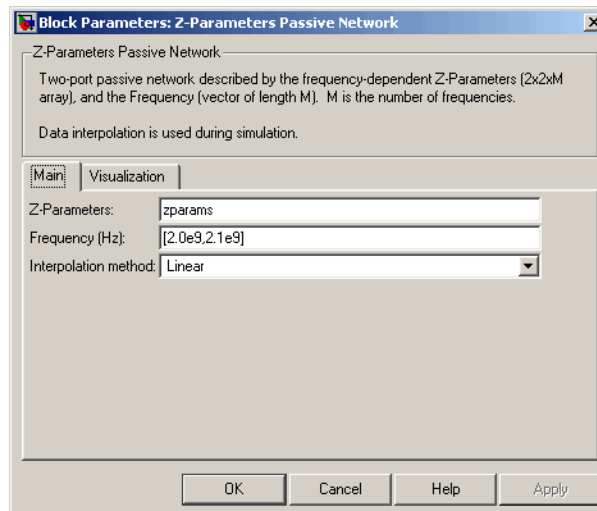 Block Parameters: Z-Parameters Passive Network
Z-Parameters Passive Network
Two-port passive network described by the frequency-dependent Z-Parameters (2x2xM
array), and the Frequency (vector of length M). M is the number of frequencies.
Data interpolation is used during simulation.
Main Visualization
Z-Parameters: zparams
Frequency (Hz): [2.0e9,2.1e9]
Interpolation method: Linear
OK Cancel Help Apply